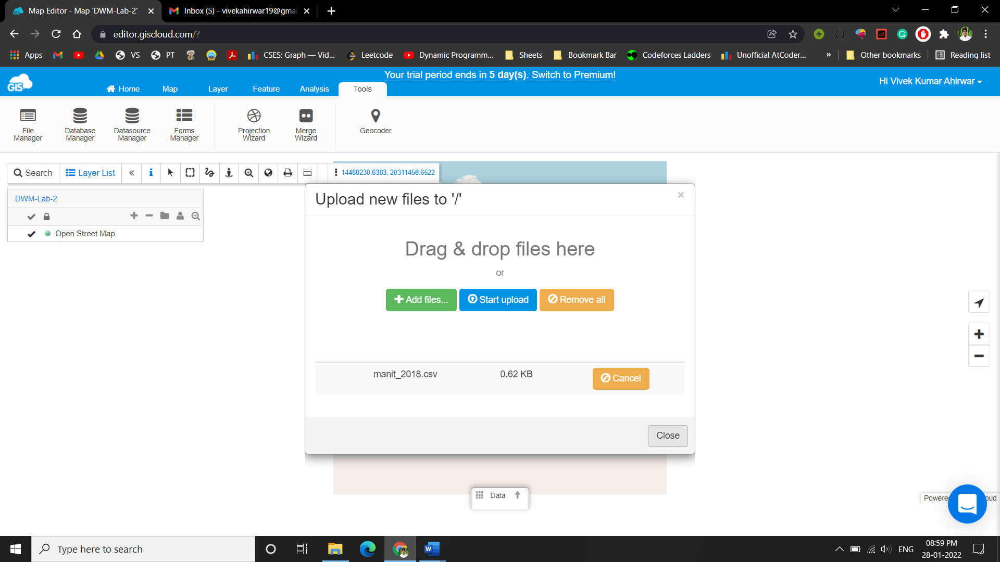 Map Editor - Map 'DWM-Lab-2'
Inbox (5) - vivekahirwar19@gmai
editor.giscloud.com/?
Apps
VS
PT
CSES: Graph — Vid...
Leetcode
Dynamic Programm...
Sheets
Bookmark Bar
Codeforces Ladders
Unofficial AtCoder...
»
Other bookmarks
Reading list
Your trial period ends in 5 day(s). Switch to Premium!
GIS
Home
Map
Layer
Feature
Analysis
Tools
Hi Vivek Kumar Ahirwar
File
Manager
Database
Manager
Datasource
Manager
Forms
Manager
Projection
Wizard
Merge
Wizard
Geocoder
Search
Layer List
«
14480230.6383, 20311458.6522
DWM-Lab-2
Open Street Map
Upload new files to '/'
×
Drag & drop files here
or
Add files...
Start upload
Remove all
manit_2018.csv
0.62 KB
Cancel
Close
Data
Powere
oud
Type here to search
ENG
08:59 PM
28-01-2022